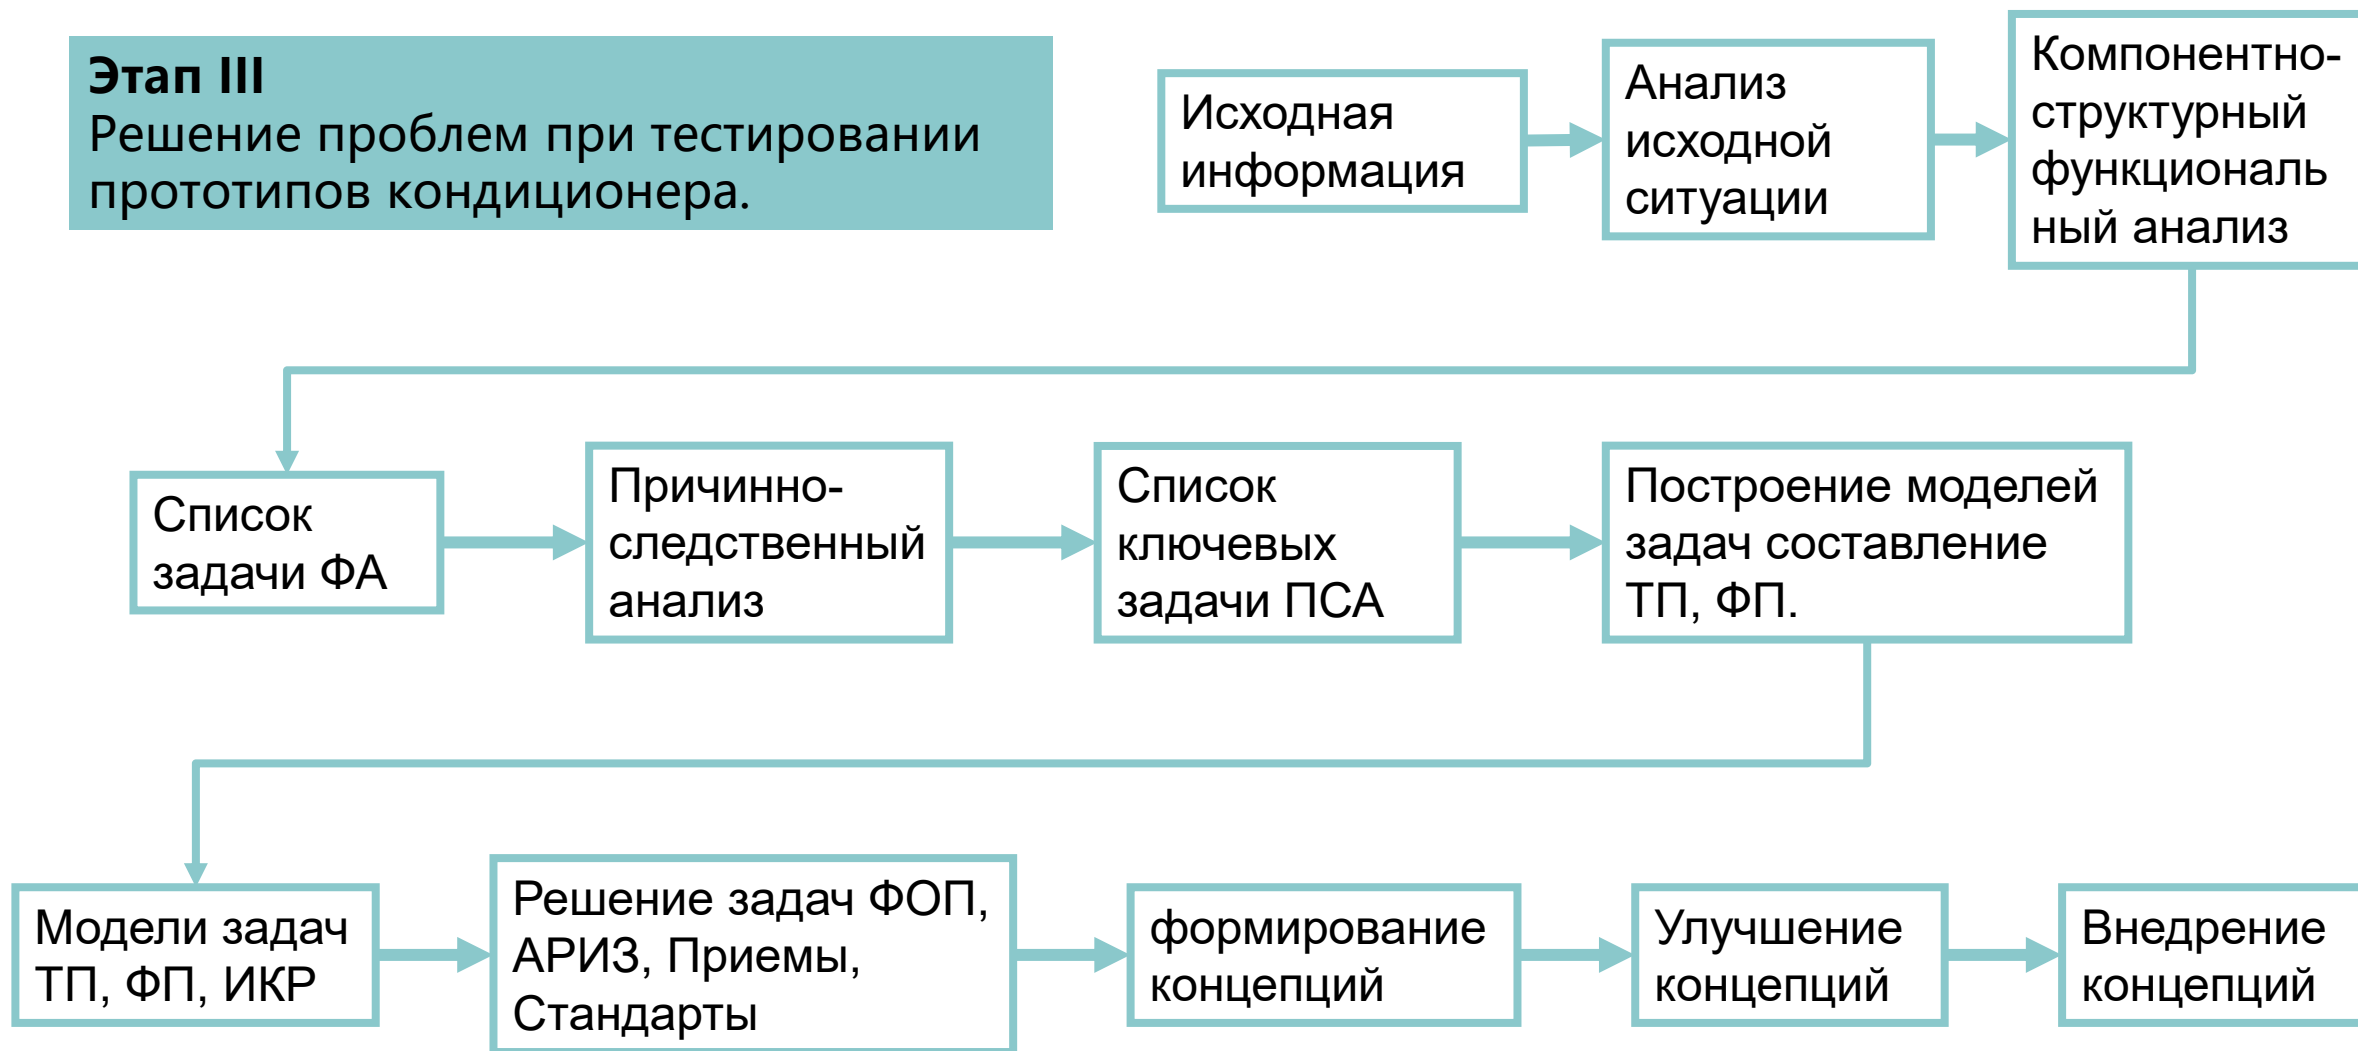 Этап III
Решение проблем при тестировании
прототипов кондиционера.
Исходная
информация
Анализ
исходной
ситуации
Компонентно-
структурный
функциональ
ный анализ
Список
задачи ФА
Причинно-
следственный
анализ
Список
ключевых
задачи ПСА
Построение моделей
задач составление
ТП, ФП.
Модели задач
ТП, ФП, ИКР
Решение задач ФОП,
АРИЗ, Приемы,
Стандарты
формирование
концепций
Улучшение
концепций
Внедрение
концепций